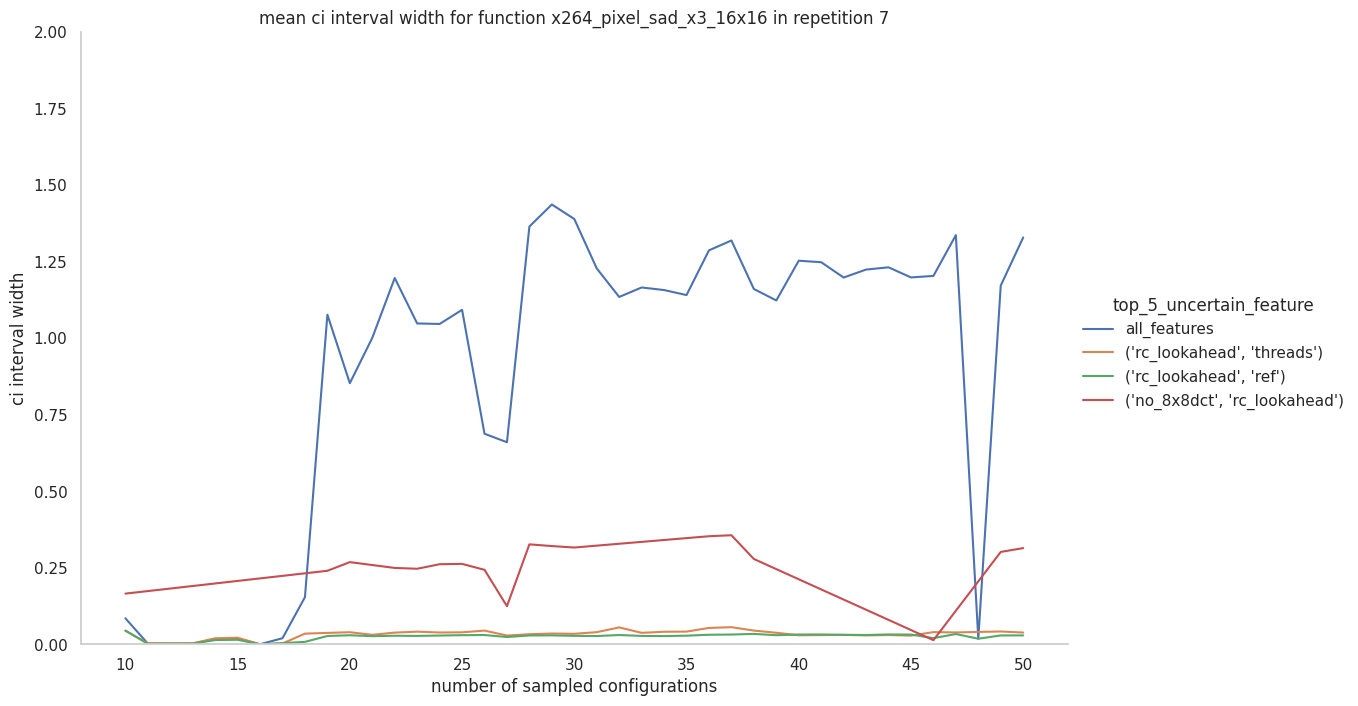 mean ci interval width for function x264_pixel_sad_x3_16x16 in repetition 7
2.00
1.75
1.50
1.25
1.00
0.75
0.50
0.25
0.00
ci interval width
10 15 20 25 30 35 40 45 50
number of sampled configurations
top_5_uncertain_feature
all_features
('rc_lookahead', 'threads')
('rc_lookahead', 'ref')
('no_8x8dct', 'rc_lookahead')